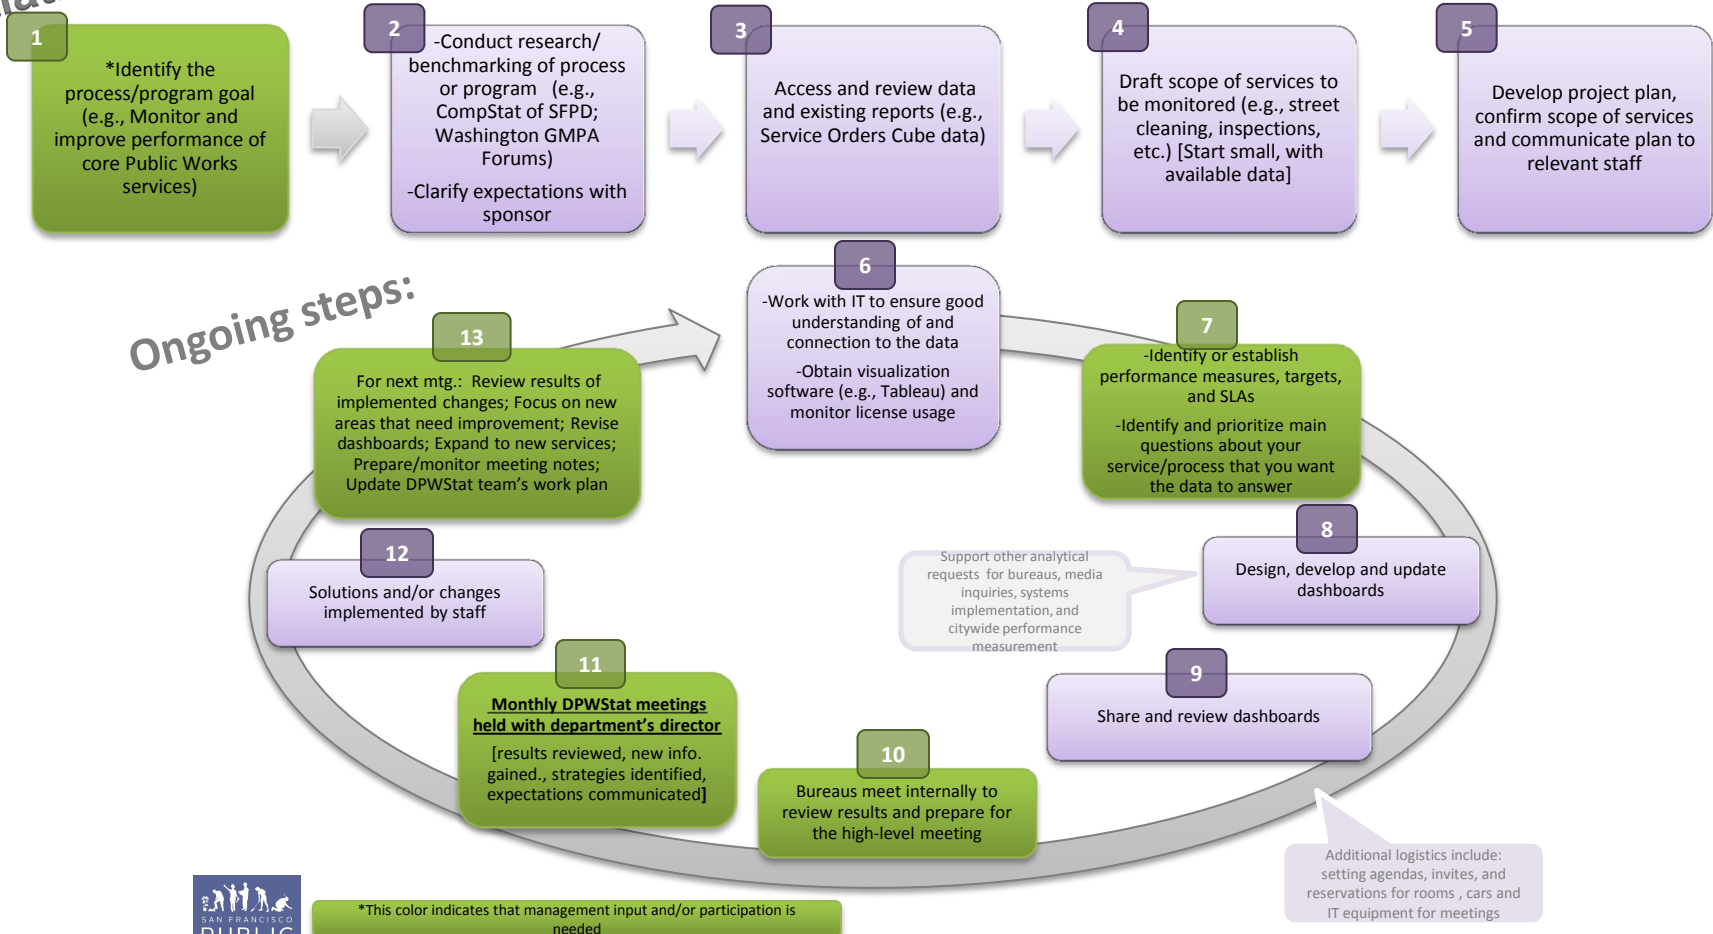 1
*Identify the
process/program goal
(e.g., Monitor and
improve performance of
core Public Works
services)
2
-Conduct research/
benchmarking of process
or program (e.g.,
CompStat of SFPD;
Washington GMPA
Forums)
-Clarify expectations with
sponsor
3
Access and review data
and existing reports (e.g.,
Service Orders Cube data)
4
Draft scope of services to
be monitored (e.g., street
cleaning, inspections,
etc.) [Start small, with
available data]
5
Develop project plan,
confirm scope of services
and communicate plan to
relevant staff
Ongoing steps:
6
-Work with IT to ensure good
understanding of and
connection to the data
-Obtain visualization
software (e.g., Tableau) and
monitor license usage
7
-Identify or establish
performance measures, targets,
and SLAs
-Identify and prioritize main
questions about your
service/process that you want
the data to answer
8
Design, develop and update
dashboards
Support other analytical
requests for bureaus, media
inquiries, systems
implementation, and
citywide performance
measurement
9
Share and review dashboards
10
Bureaus meet internally to
review results and prepare for
the high-level meeting
11
Monthly DPWStat meetings
held with department's director
[results reviewed, new info.
gained., strategies identified,
expectations communicated]
12
Solutions and/or changes
implemented by staff
13
For next mtg.: Review results of
implemented changes; Focus on new
areas that need improvement; Revise
dashboards; Expand to new services;
Prepare/monitor meeting notes;
Update DPWStat team's work plan
Additional logistics include:
setting agendas, invites, and
reservations for rooms , cars and
IT equipment for meetings
SAN FRANCISCO
PUBLIC
*This color indicates that management input and/or participation is
needed